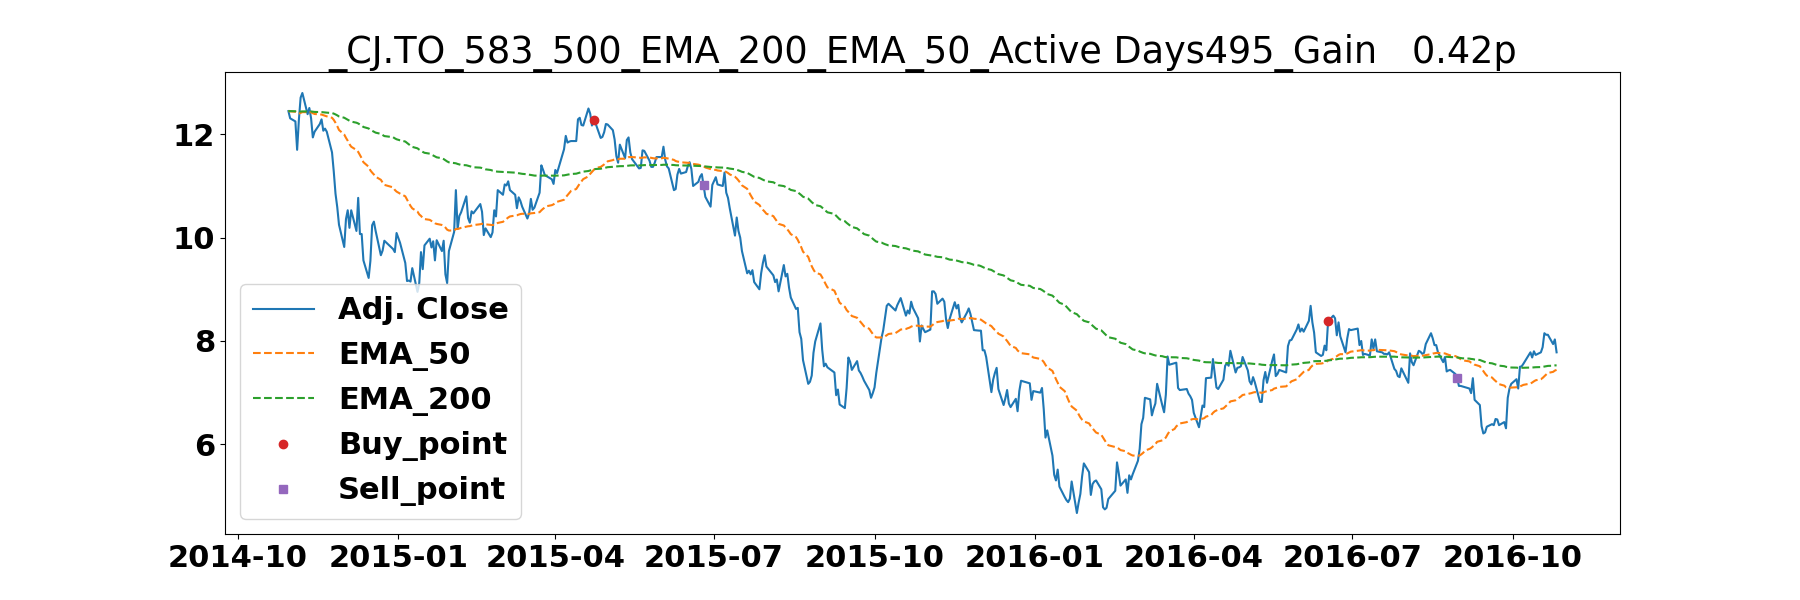 _CJ.TO_583_500_EMA_200_EMA_50_Active Days495_Gain   0.42p
12
10
8
6
Adj. Close
EMA_50
EMA_200
Buy_point
Sell_point
2014-10 2015-01 2015-04 2015-07 2015-10 2016-01 2016-04 2016-07 2016-10